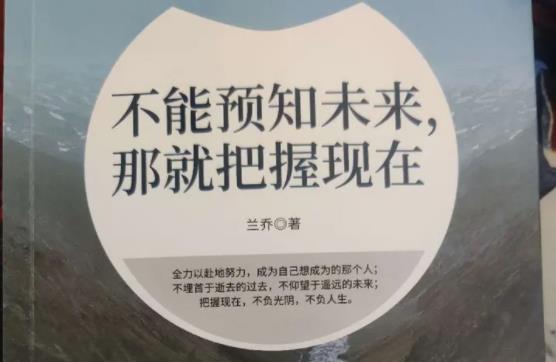 不能预知未来,
那就把握现在
兰乔◎著
全力以赴地努力，成为自己想成为的那个人；
不埋首于逝去的过去，不仰望于遥远的未来；
把握现在，不负光阴，不负人生。